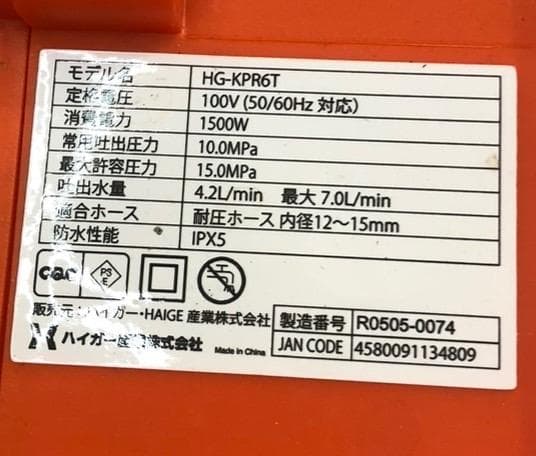 モデル名 HG-KPR6T
定格電圧 100V (50/60Hz 対応)
消費電力 1500W
常用吐出圧力 10.0MPa
最大許容圧力 15.0MPa
吐出水量 4.2L/min 最大 7.0L/min
適合ホース 耐圧ホース 内径12～15mm
防水性能 IPX5
PS
E
販売元:ハイガー・HAIGE 産業株式会社
製造番号 R0505-0074
ハイガー産業株式会社 Made in China
JAN CODE 4580091134809